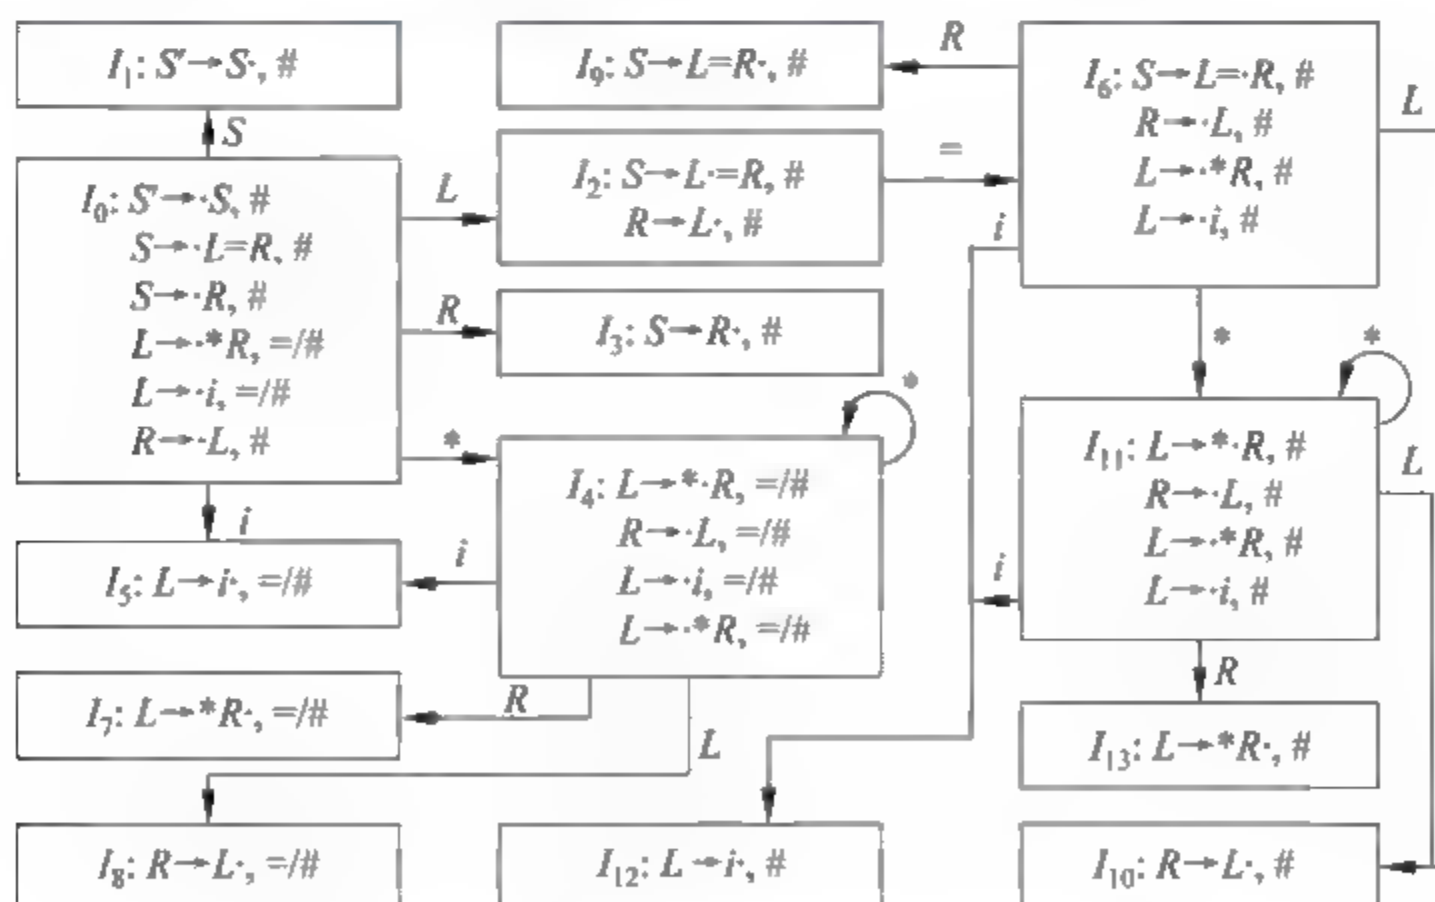 I₁: S′→S·, #
S
I₀: S′→·S, #
S→·L=R, #
S→·R, #
L→·*R, =/#
L→·i, =/#
R→·L, #
L
R
*
i
I₉: S→L=R·, #
R
I₂: S→L·=R, #
R→L·, #
=
I₃: S→R·, #
I₆: S→L=·R, #
R→·L, #
L→·*R, #
L→·i, #
L
i
*
*
I₄: L→*·R, =/#
R→·L, =/#
L→·i, =/#
L→·*R, =/#
*
i
I₅: L→i·, =/#
I₁₁: L→*·R, #
R→·L, #
L→·*R, #
L→·i, #
L
i
R
I₇: L→*R·, =/#
R
L
I₁₃: L→*R·, #
I₈: R→L·, =/#
I₁₂: L→i·, #
I₁₀: R→L·, #